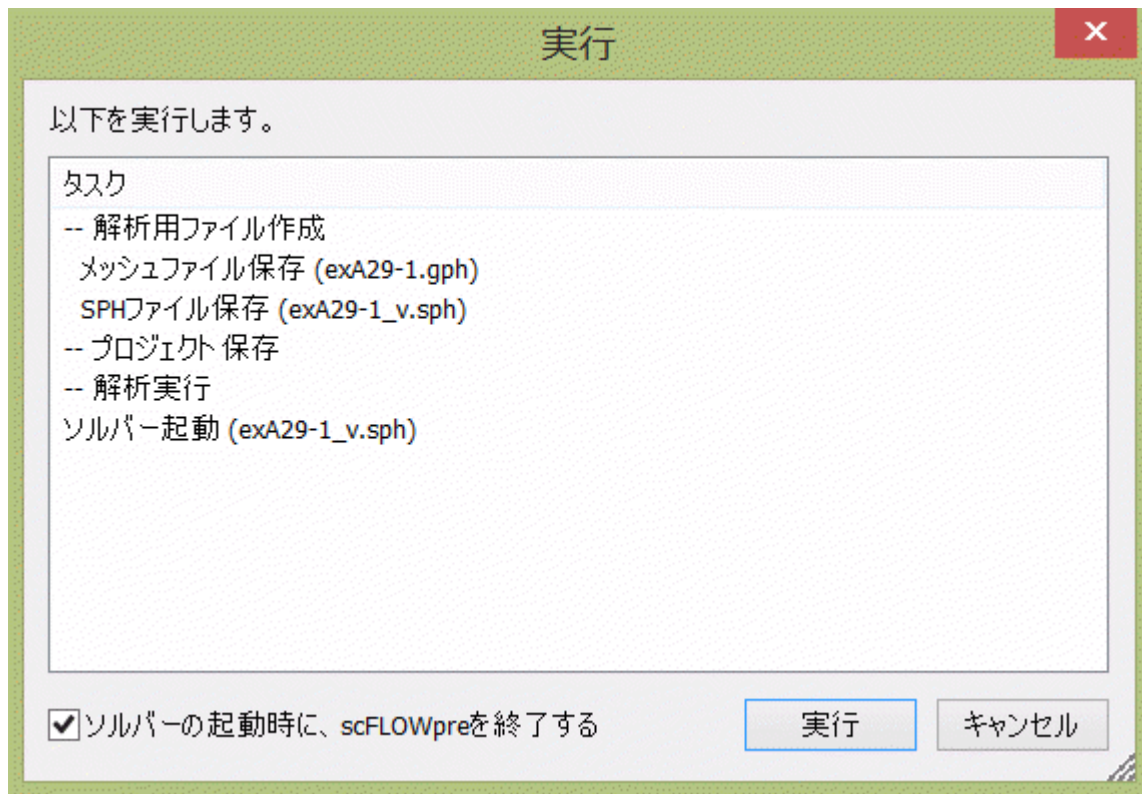 実行
以下を実行します。
タスク
-- 解析用ファイル作成
メッシュファイル保存 (exA29-1.gph)
SPHファイル保存 (exA29-1_v.sph)
-- プロジェクト保存
-- 解析実行
ソルバー起動 (exA29-1_v.sph)
ソルバーの起動時に、scFLOWpreを終了する
実行
キャンセル